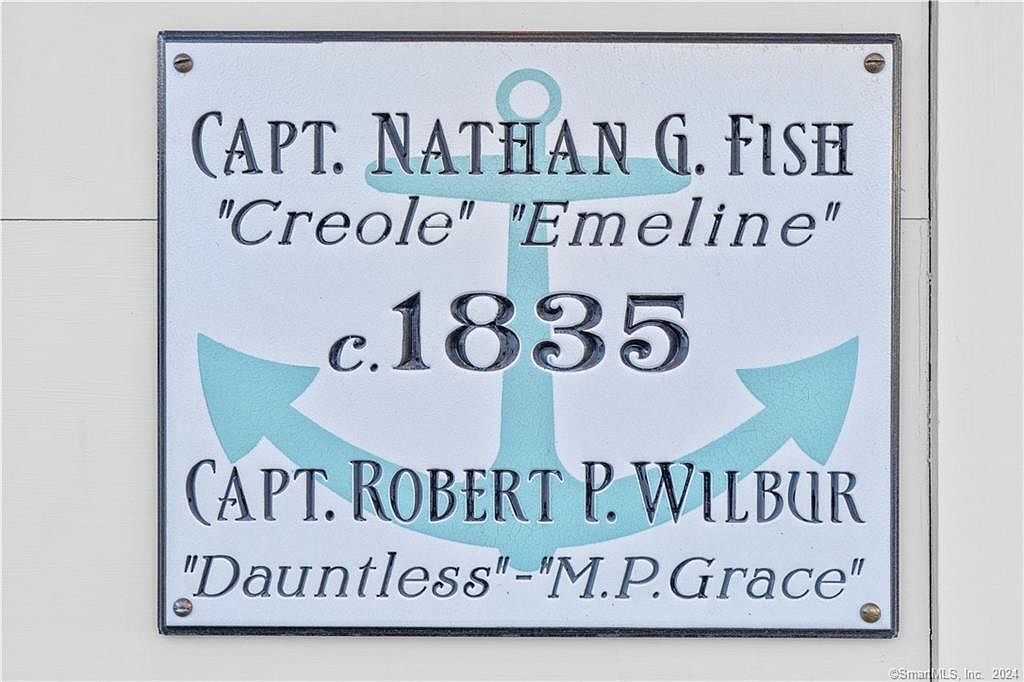 CAPT. NATHAN G. FISH
"Creole" "Emeline"
c.1835
CAPT. ROBERT P. WILBUR
"Dauntless"-"M.P.Grace"
©SmartMLS, Inc. 2024